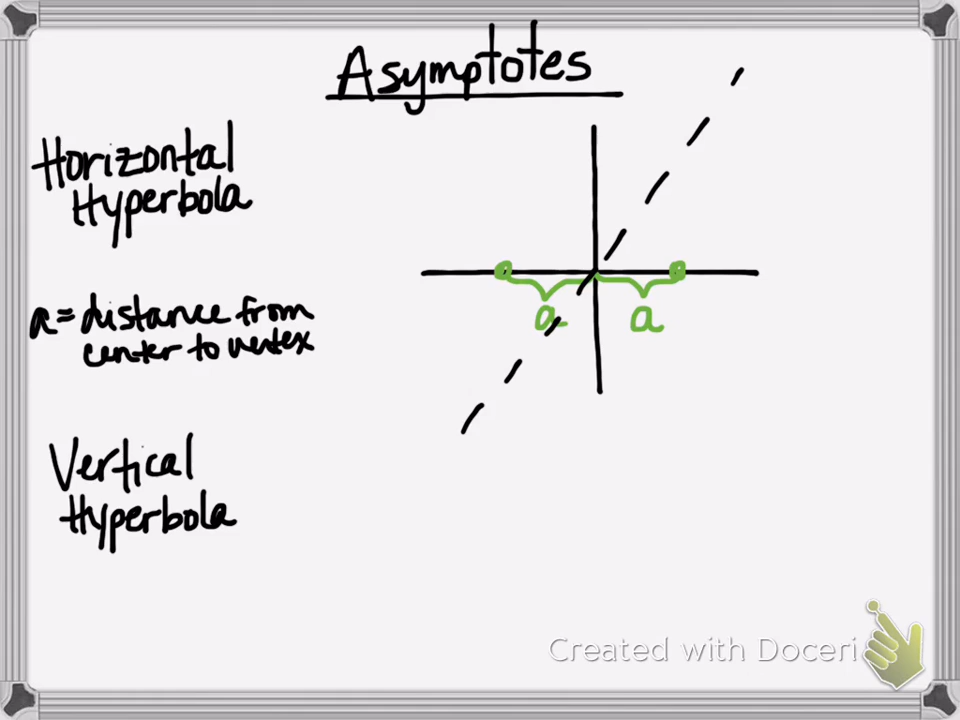 Asymptotes
Horizontal
Hyperbola
a = distance from
center to vertex
a a
Vertical
Hyperbola
Created with Doceri